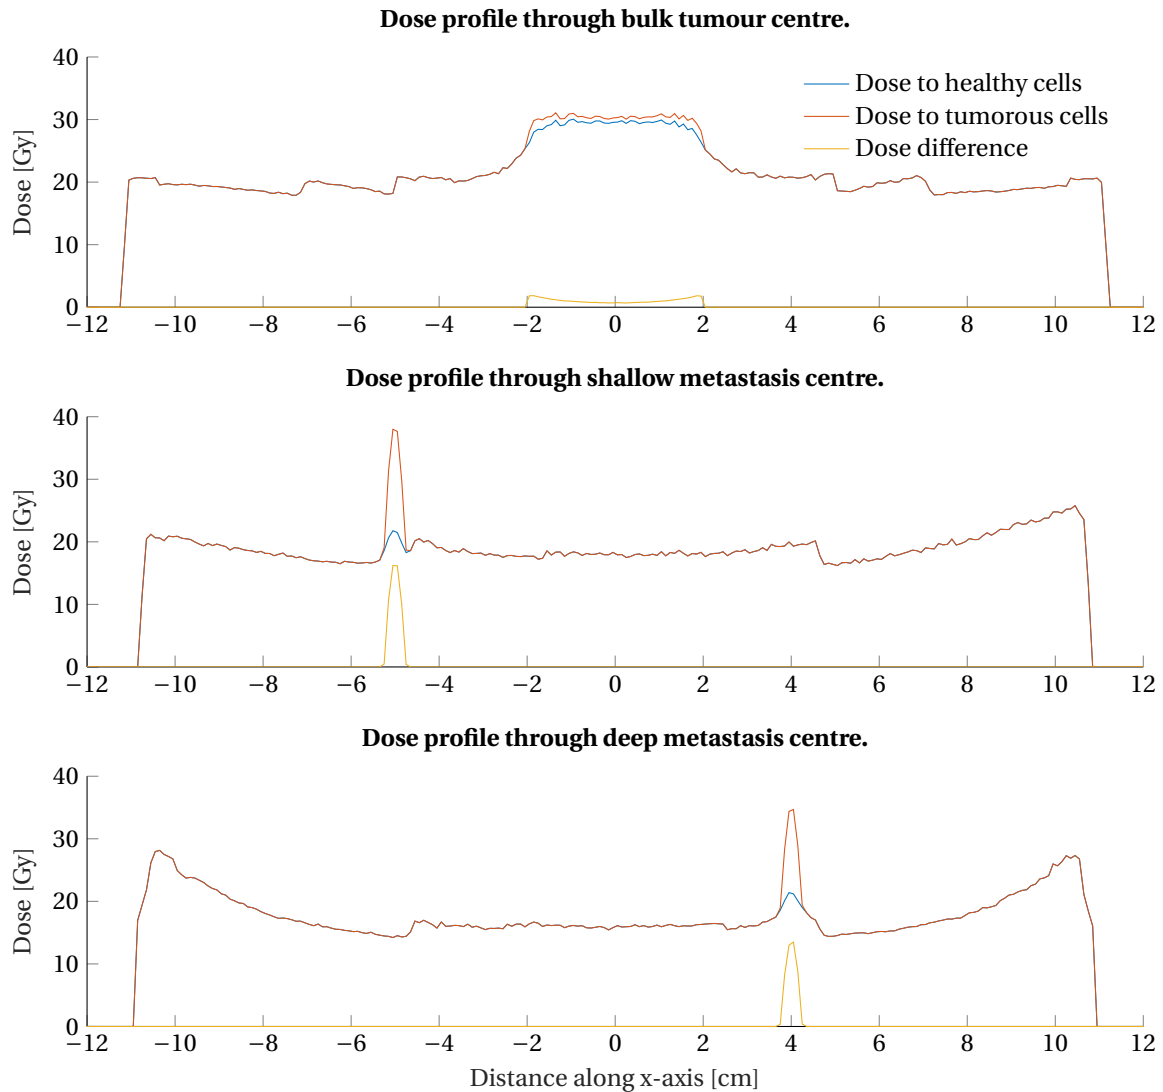 Dose profile through bulk tumour centre.
40
30
20
10
0
Dose [Gy]
Dose to healthy cells
Dose to tumorous cells
Dose difference
−12 −10 −8 −6 −4 −2 0 2 4 6 8 10 12
Dose profile through shallow metastasis centre.
40
30
20
10
0
Dose [Gy]
−12 −10 −8 −6 −4 −2 0 2 4 6 8 10 12
Dose profile through deep metastasis centre.
40
30
20
10
0
Dose [Gy]
−12 −10 −8 −6 −4 −2 0 2 4 6 8 10 12
Distance along x-axis [cm]